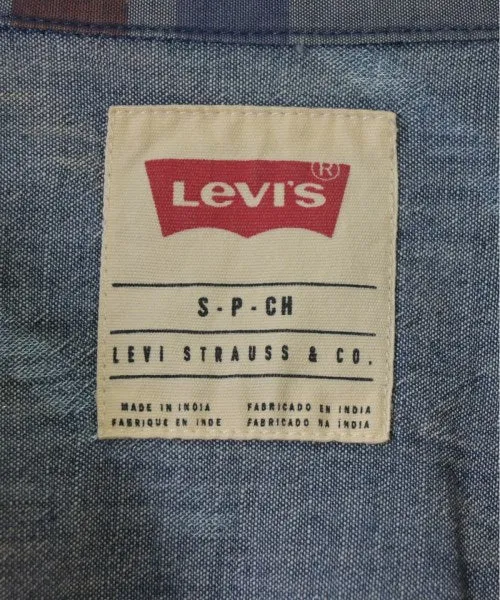 LEVI'S ®
S - P - CH
LEVI STRAUSS & CO.
MADE IN INDIA FABRICADO EN INDIA
FABRIQUE EN INDE FABRICADO NA INDIA